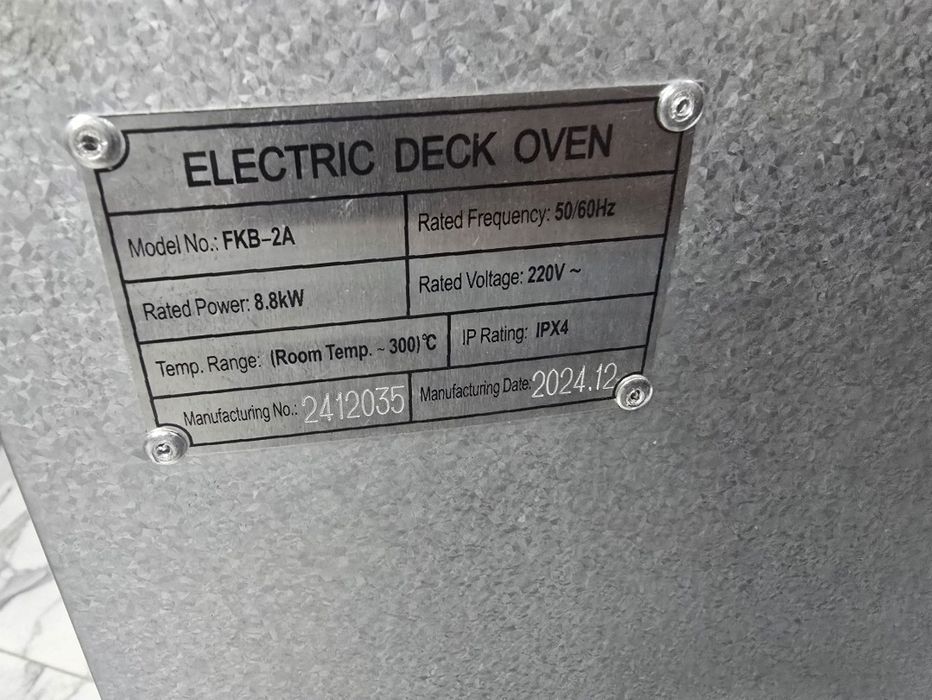 ELECTRIC DECK OVEN
Model No.: FKB-2A
Rated Frequency: 50/60Hz
Rated Power: 8.8kW
Rated Voltage: 220V ~
Temp. Range: (Room Temp. ~ 300)℃
IP Rating: IPX4
Manufacturing No.: 2412035
Manufacturing Date: 2024.12